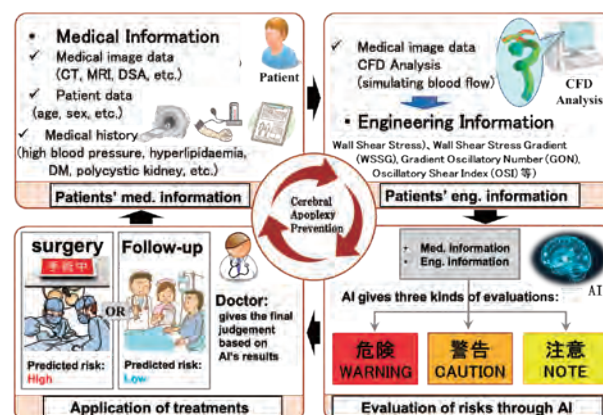 • Medical Information
✓ Medical image data
(CT, MRI, DSA, etc.)
Patient
✓ Patient data
(age, sex, etc.)
✓ Medical history
(high blood pressure, hyperlipidaemia,
DM, polycystic kidney, etc.)
Patients' med. information
✓ Medical image data
CFD Analysis
(simulating blood flow)
CFD
Analysis
• Engineering Information
Wall Shear Stress)、Wall Shear Stress Gradient
(WSSG), Gradient Oscillatory Number (GON),
Oscillatory Shear Index (OSI) 等)
Patients' eng. information
Cerebral
Apoplexy
Prevention
surgery
手術中
OR
Predicted risk:
High
Follow-up
Predicted risk:
Low
Doctor:
gives the final
judgement
based on
AI's results
Application of treatments
• Med. information
• Eng. information
AI
AI gives three kinds of evaluations:
危険
WARNING
警告
CAUTION
注意
NOTE
Evaluation of risks through AI